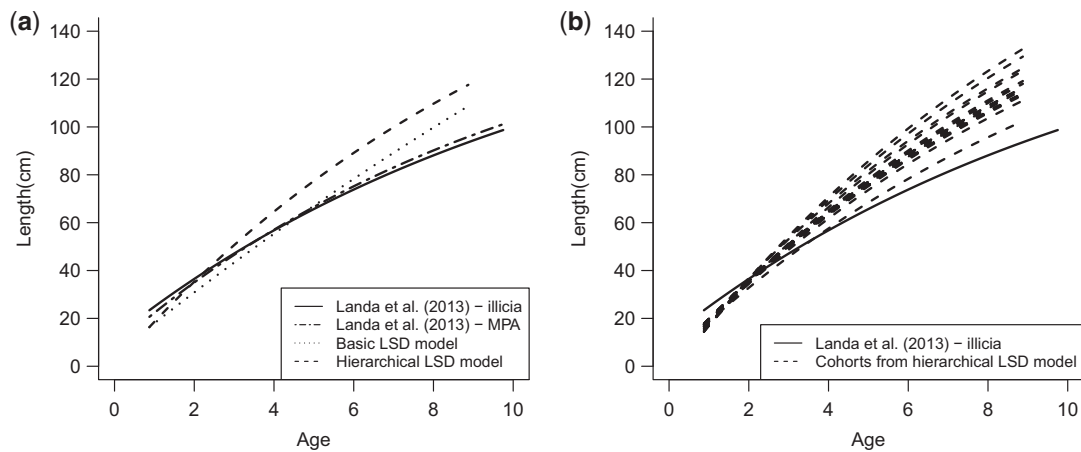 (a)
140
120
100
80
60
40
20
0
Length(cm)
0 2 4 6 8 10
Age
Landa et al. (2013) − illicia
Landa et al. (2013) − MPA
Basic LSD model
Hierarchical LSD model
(b)
140
120
100
80
60
40
20
0
Length(cm)
0 2 4 6 8 10
Age
Landa et al. (2013) − illicia
Cohorts from hierarchical LSD model